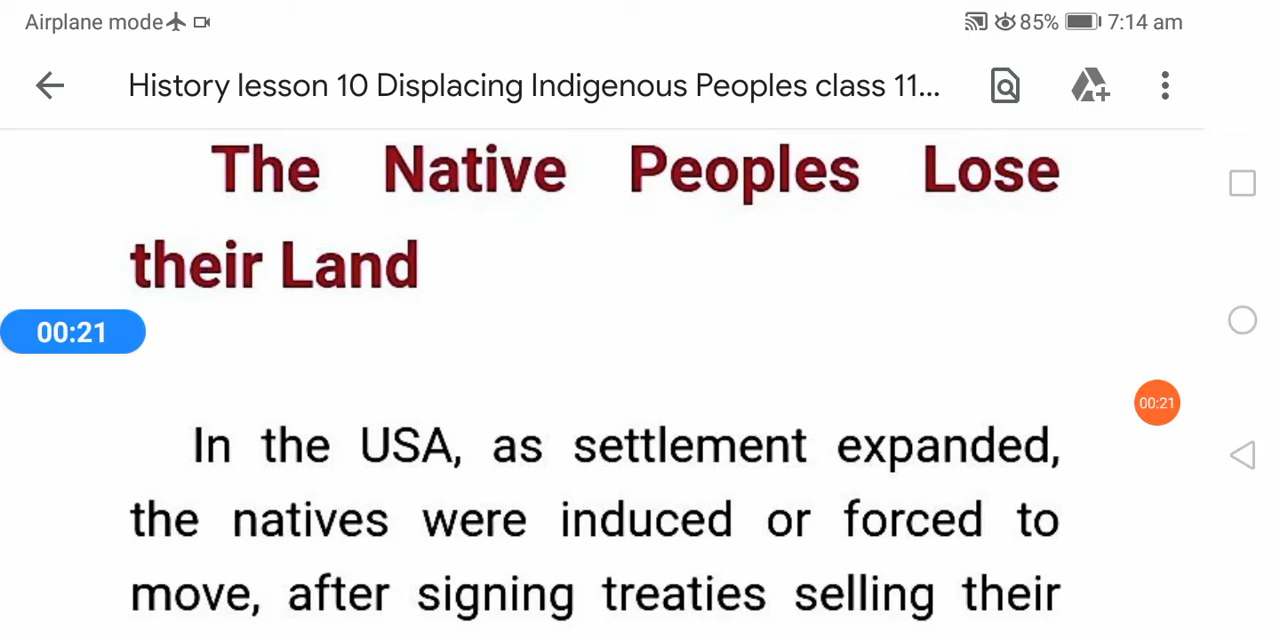 Airplane mode 85% 7:14 am
History lesson 10 Displacing Indigenous Peoples class 11...
The Native Peoples Lose
their Land
00:21
00:21
In the USA, as settlement expanded,
the natives were induced or forced to
move, after signing treaties selling their